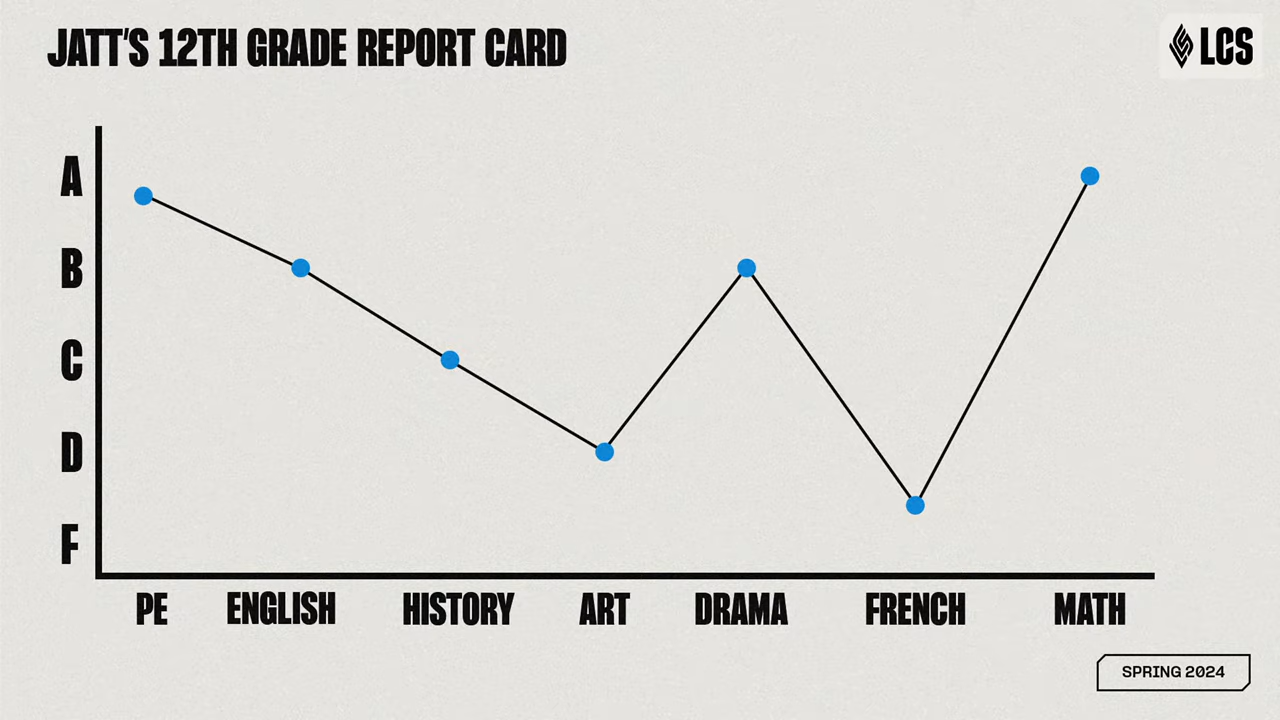 JATT'S 12TH GRADE REPORT CARD
LCS
A
B
C
D
F
PE ENGLISH HISTORY ART DRAMA FRENCH MATH
SPRING 2024